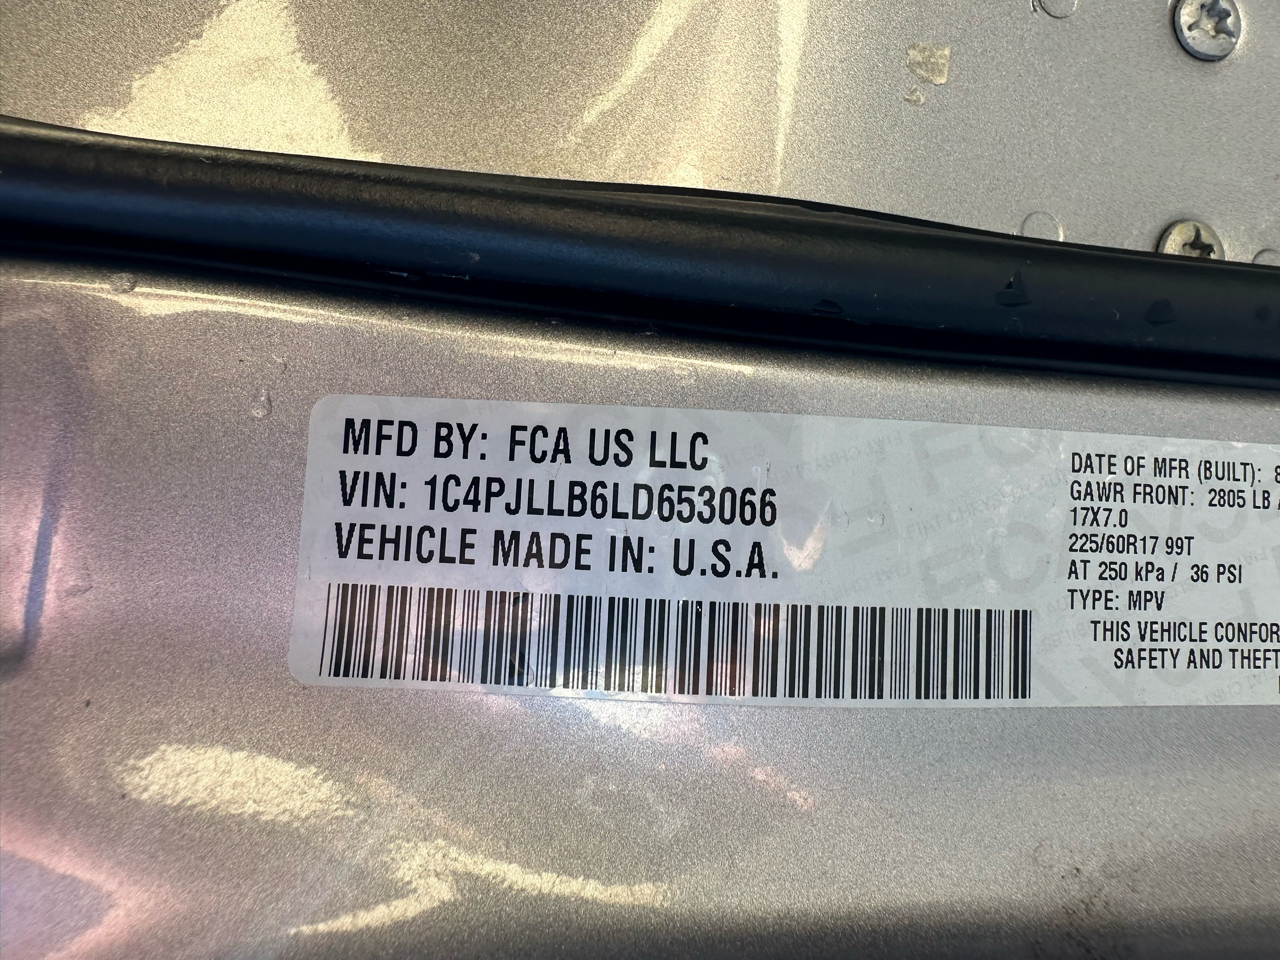 MFD BY: FCA US LLC
VIN: 1C4PJLLB6LD653066
VEHICLE MADE IN: U.S.A.
DATE OF MFR (BUILT): 8
GAWR FRONT: 2805 LB
17X7.0
225/60R17 99T
AT 250 kPa / 36 PSI
TYPE: MPV
THIS VEHICLE CONFOR
SAFETY AND THEFT